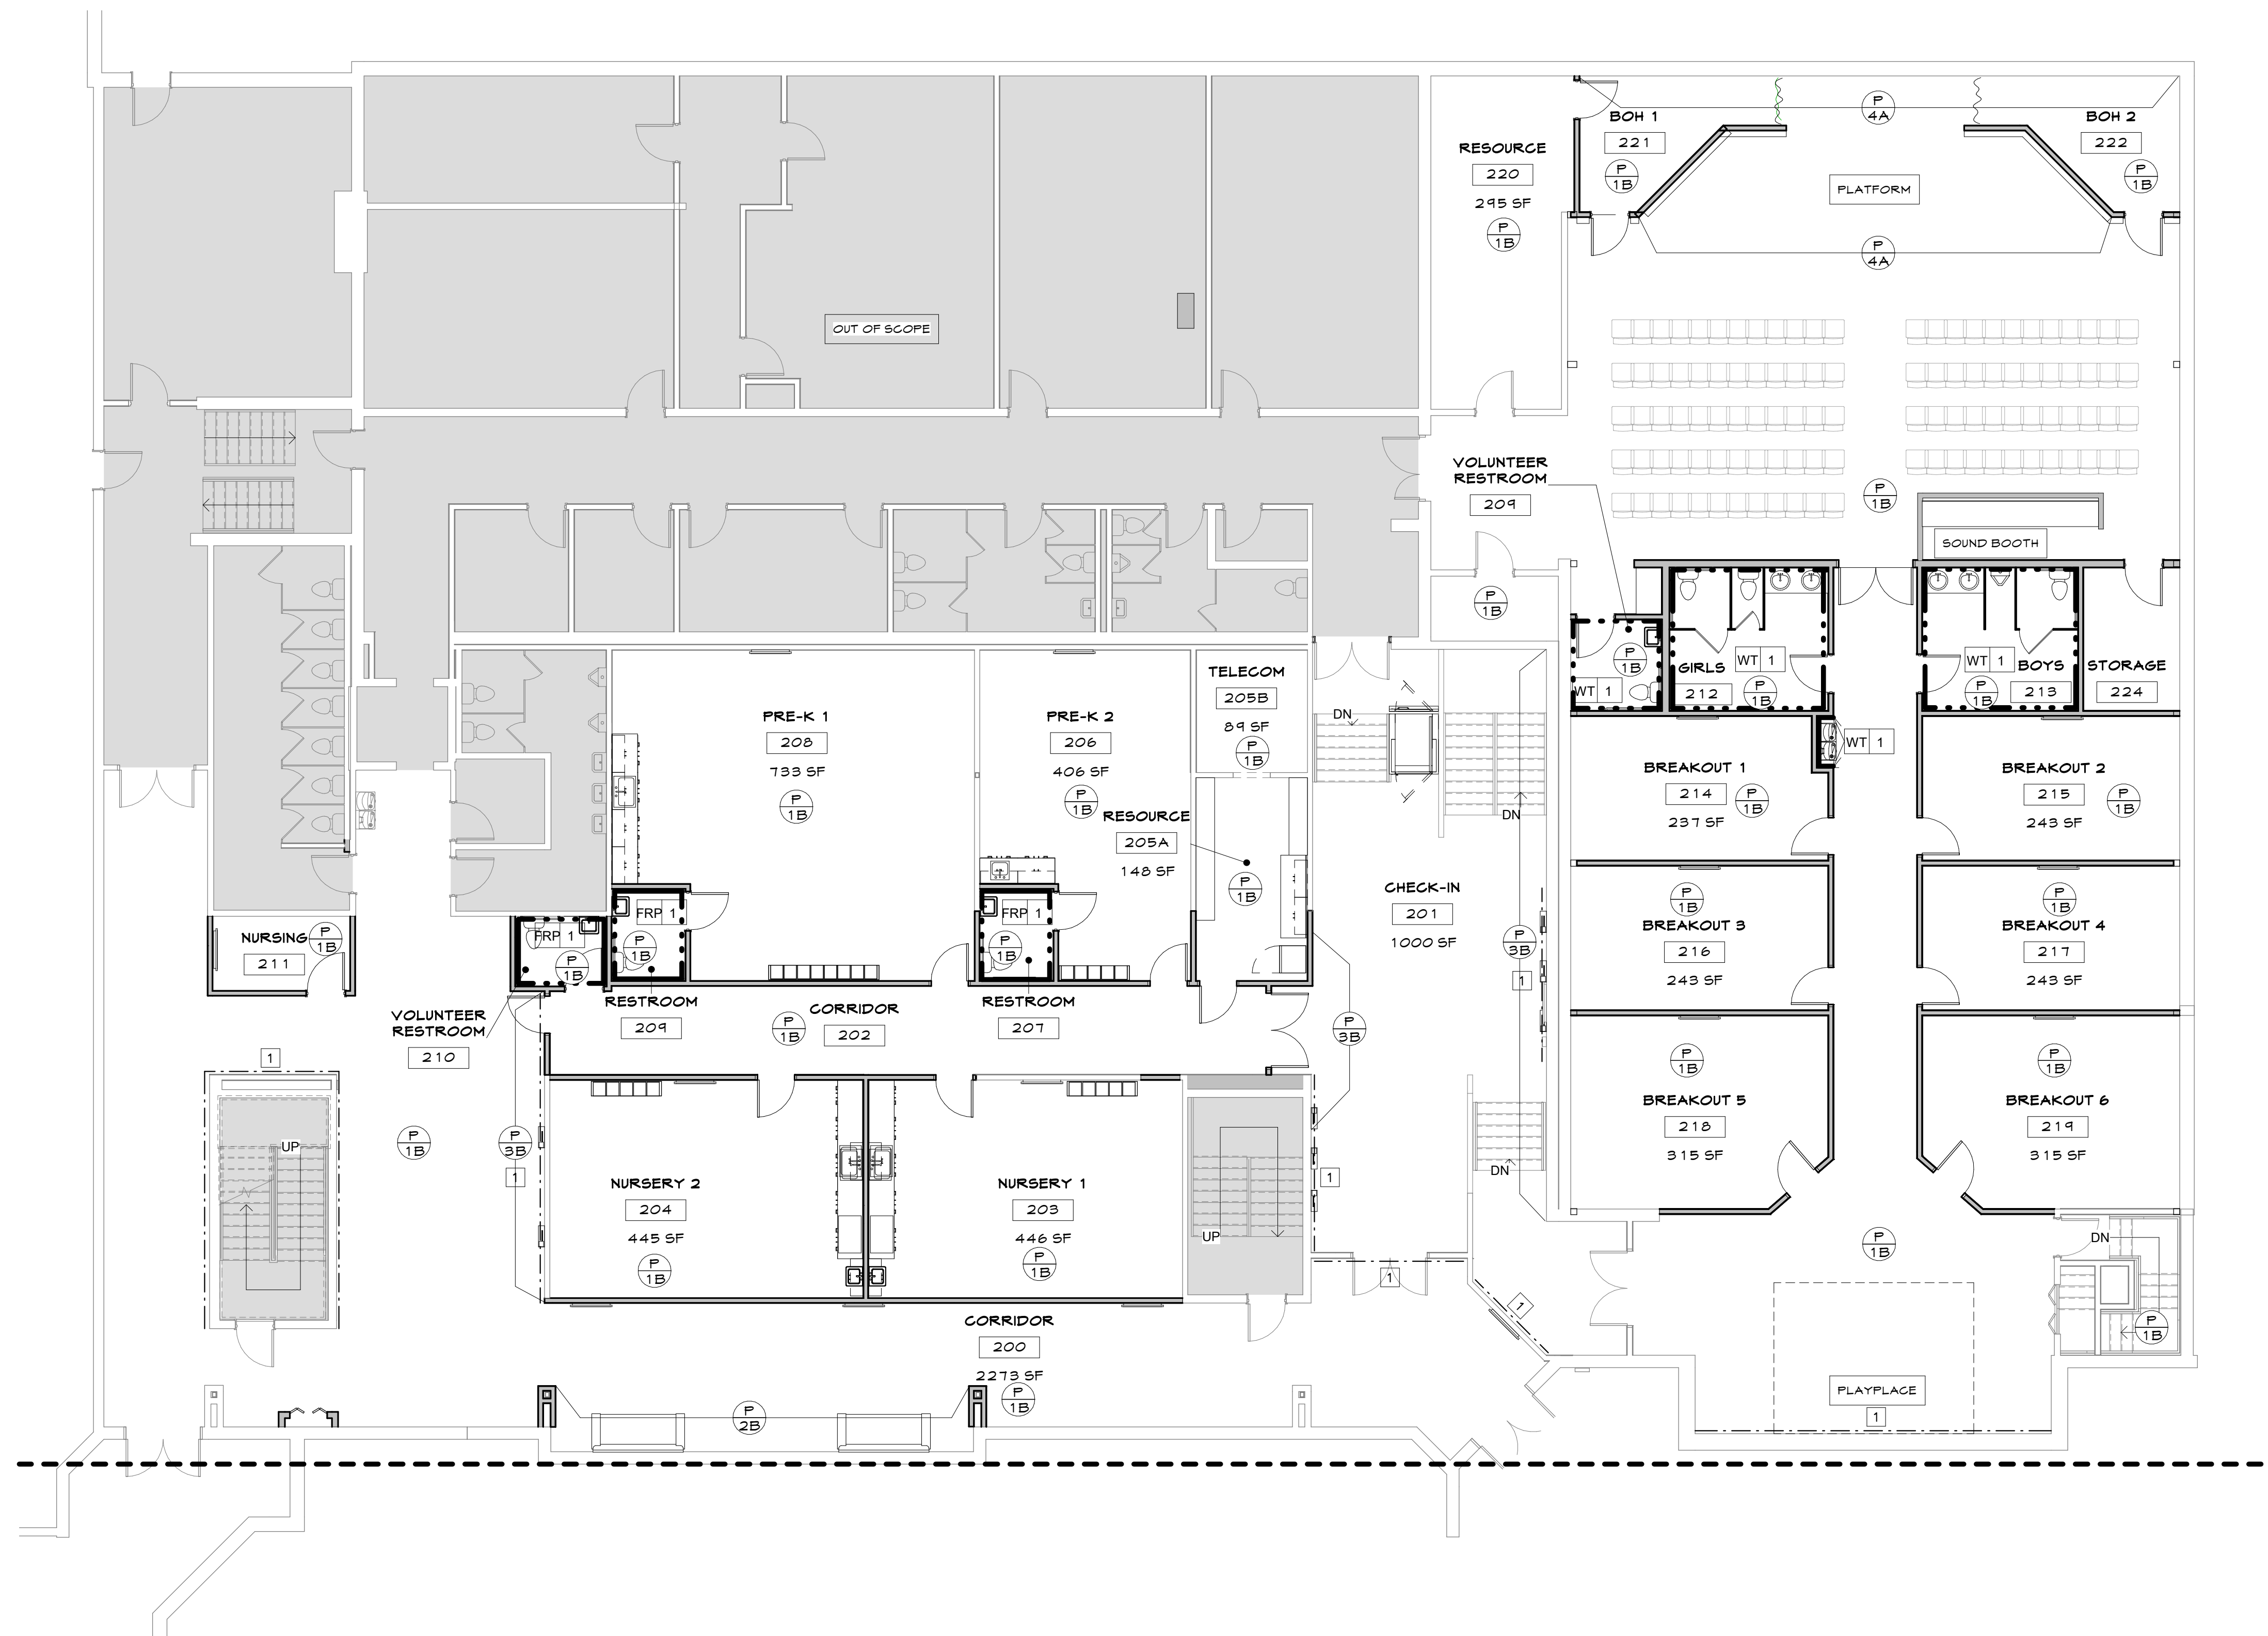 P
4A
BOH 1
221
P
1B
BOH 2
222
P
1B
RESOURCE
220
295 SF
P
1B
PLATFORM
P
4A
OUT OF SCOPE
VOLUNTEER
RESTROOM
209
P
1B
SOUND BOOTH
P
1B
P
1B
WT 1
GIRLS
212
WT 1
P
1B
WT 1
P
1B
BOYS
213
STORAGE
224
PRE-K 1
208
733 SF
P
1B
PRE-K 2
206
406 SF
P
1B
TELECOM
205B
89 SF
P
1B
RESOURCE
205A
148 SF
P
1B
DN
DN
WT 1
BREAKOUT 1
214
237 SF
P
1B
BREAKOUT 2
215
243 SF
P
1B
CHECK-IN
201
1000 SF
P
3B
1
P
1B
BREAKOUT 3
216
243 SF
P
1B
BREAKOUT 4
217
243 SF
NURSING
211
P
1B
FRP 1
P
1B
FRP 1
P
1B
FRP 1
P
1B
VOLUNTEER
RESTROOM
210
RESTROOM
209
P
1B
CORRIDOR
202
RESTROOM
207
P
3B
1
UP
P
1B
P
3B
1
NURSERY 2
204
445 SF
P
1B
NURSERY 1
203
446 SF
P
1B
UP
1
DN
P
1B
BREAKOUT 5
218
315 SF
P
1B
BREAKOUT 6
219
315 SF
1
1
P
1B
DN
P
1B
CORRIDOR
200
2273 SF
P
1B
P
2B
PLAYPLACE
1